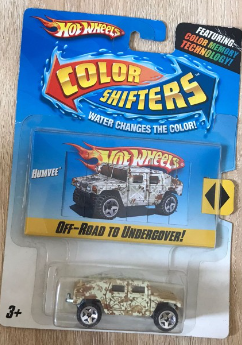 HOT WHEELS
FEATURING
COLOR MEMORY
TECHNOLOGY!
COLOR
SHIFTERS™
WATER CHANGES THE COLOR!
HOT WHEELS
HUMVEE
OFF-ROAD TO UNDERCOVER!
3+